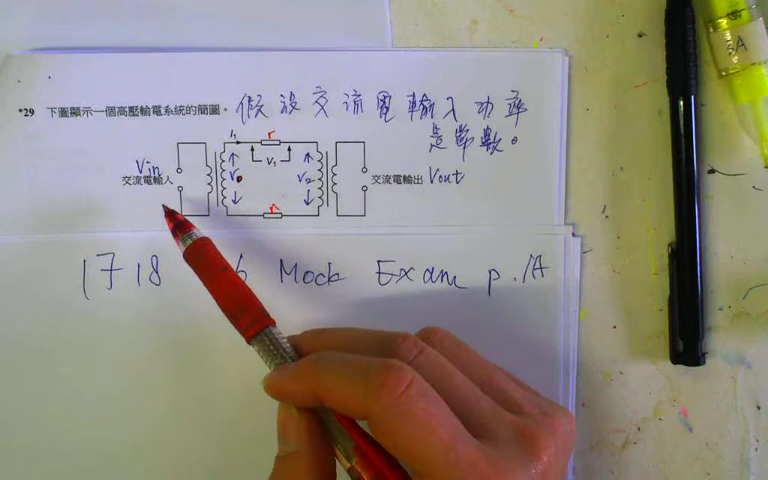 *29 下圖顯示一個高壓輸電系統的簡圖。假設交流電輸入功率
是常數。
I₁ r
Vin V₁
交流電輸入 交流電輸出 Vout
r
1718 6 Mock Exam p.1A
A